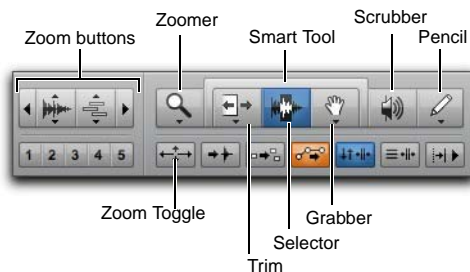 Zoomer
Scrubber
Zoom buttons
Smart Tool
Pencil
1 2 3 4 5
Zoom Toggle
Grabber
Selector
Trim